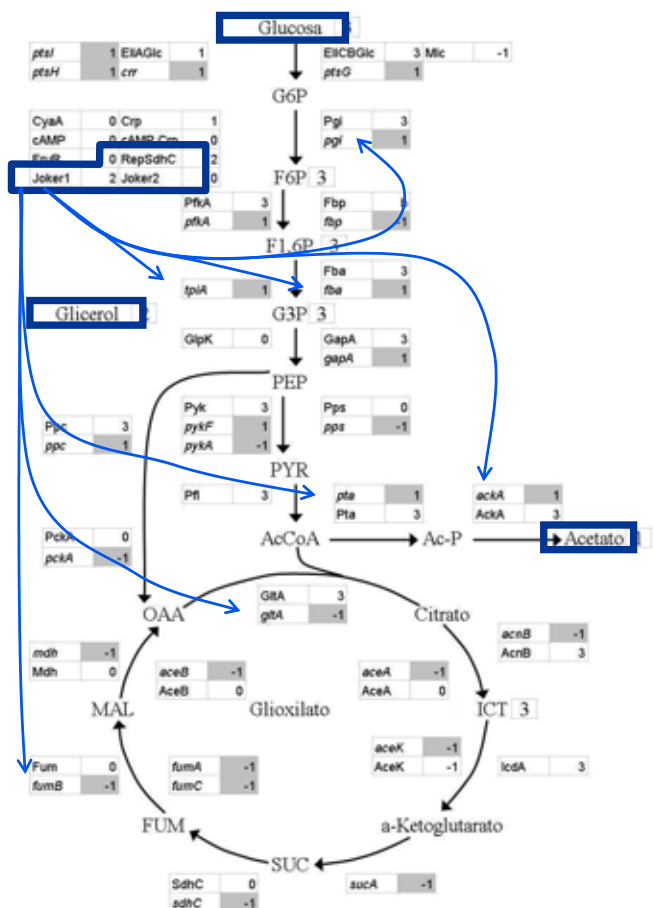 Glucosa
ptsI 1 EIIAGlc 1
ptsH 1 crr 1
EIICBGlc 3 Mlc -1
ptsG 1
G6P
CyaA 0 Crp 1
cAMP 0 cAMP-Crp
0 RepSdhC 2
Joker1 2 Joker2 0
Pgi 3
pgi 1
F6P 3
PfkA 3
pfkA 1
Fbp
fbp -1
F1,6P 3
Fba 3
fba 1
tpiA 1
Glicerol
G3P 3
GlpK 0
GapA 3
gapA 1
PEP
Ppc 3
ppc 1
Pyk 3
pykF 1
pykA -1
Pps 0
pps -1
PYR
Pfl 3
pta 1
Pta 3
ackA 1
AckA 3
PckA 0
pckA -1
AcCoA
Ac-P
Acetato
OAA
GltA 3
gltA -1
Citrato
mdh -1
Mdh 0
aceB -1
AceB 0
aceA -1
AceA 0
acnB -1
AcnB 3
MAL
Glioxilato
ICT 3
Fum 0
fumB -1
fumA -1
fumC -1
aceK -1
AceK -1
IcdA 3
FUM
a-Ketoglutarato
SUC
SdhC 0
sdhC -1
sucA -1